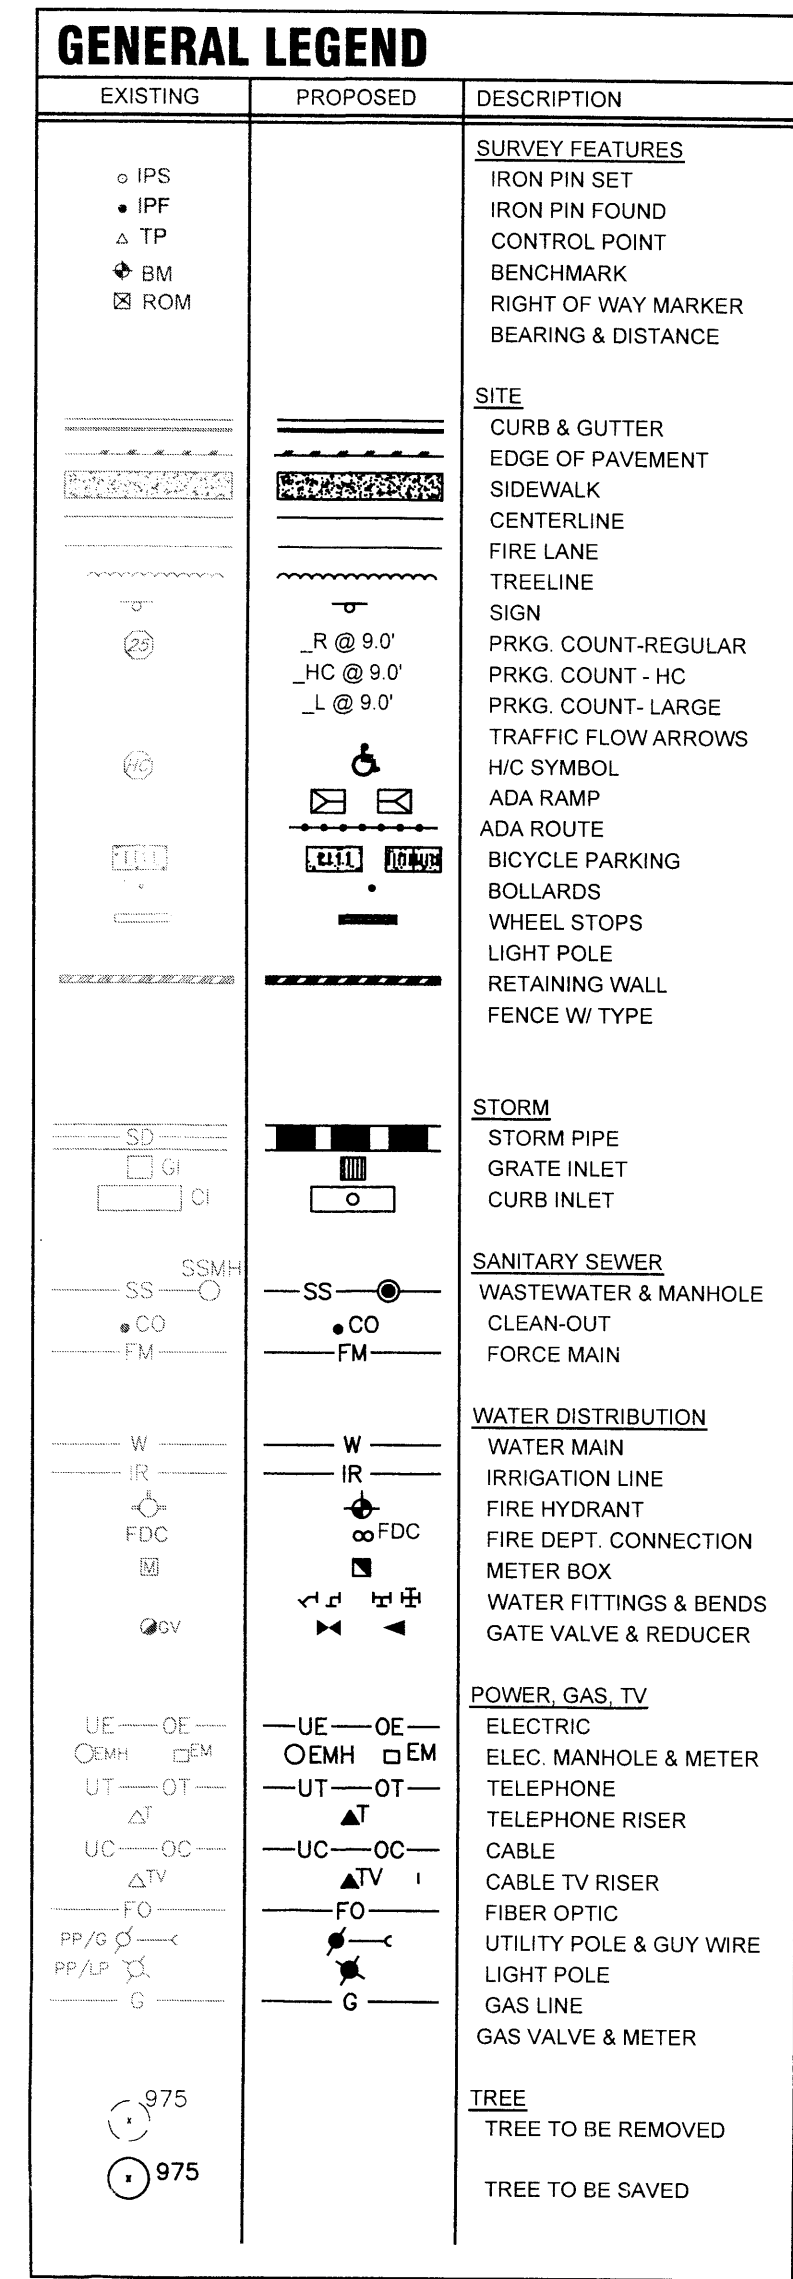 GENERAL LEGEND
EXISTING PROPOSED DESCRIPTION
SURVEY FEATURES
IPS IRON PIN SET
IPF IRON PIN FOUND
TP CONTROL POINT
BM BENCHMARK
ROM RIGHT OF WAY MARKER
BEARING & DISTANCE
SITE
CURB & GUTTER
EDGE OF PAVEMENT
SIDEWALK
CENTERLINE
FIRE LANE
TREELINE
SIGN
25 _R @ 9.0' PRKG. COUNT-REGULAR
_HC @ 9.0' PRKG. COUNT - HC
_L @ 9.0' PRKG. COUNT- LARGE
TRAFFIC FLOW ARROWS
HC H/C SYMBOL
ADA RAMP
ADA ROUTE
BICYCLE PARKING
BOLLARDS
WHEEL STOPS
LIGHT POLE
RETAINING WALL
FENCE W/ TYPE
STORM
SD STORM PIPE
GI GRATE INLET
CI CURB INLET
SANITARY SEWER
SSMH
SS SS WASTEWATER & MANHOLE
CO CO CLEAN-OUT
FM FM FORCE MAIN
WATER DISTRIBUTION
W W WATER MAIN
IR IR IRRIGATION LINE
FIRE HYDRANT
FDC FDC FIRE DEPT. CONNECTION
M METER BOX
WATER FITTINGS & BENDS
GV GATE VALVE & REDUCER
POWER, GAS, TV
UE OE UE OE ELECTRIC
EMH EM EMH EM ELEC. MANHOLE & METER
UT OT UT OT TELEPHONE
T T TELEPHONE RISER
UC OC UC OC CABLE
TV TV CABLE TV RISER
FO FO FIBER OPTIC
PP/G UTILITY POLE & GUY WIRE
PP/LP LIGHT POLE
G G GAS LINE
GAS VALVE & METER
TREE
975 TREE TO BE REMOVED
975 TREE TO BE SAVED